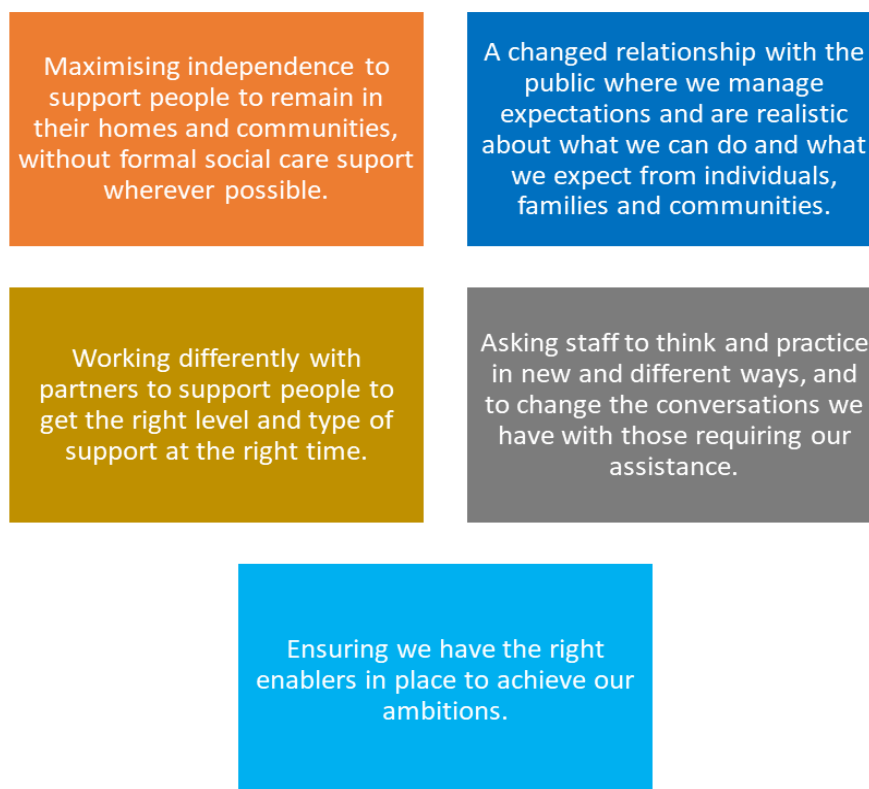 Maximising independence to
support people to remain in
their homes and communities,
without formal social care suport
wherever possible.
A changed relationship with the
public where we manage
expectations and are realistic
about what we can do and what
we expect from individuals,
families and communities.
Working differently with
partners to support people to
get the right level and type of
support at the right time.
Asking staff to think and practice
in new and different ways, and
to change the conversations we
have with those requiring our
assistance.
Ensuring we have the right
enablers in place to achieve our
ambitions.